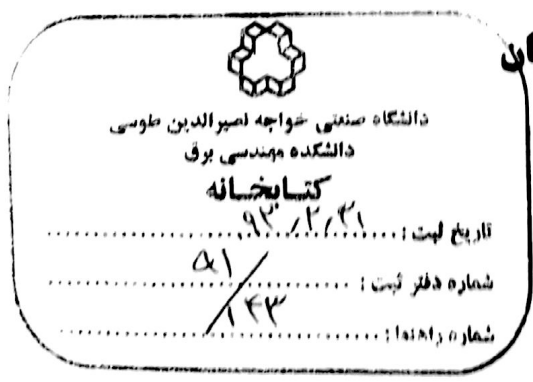 دانشگاه صنعتی خواجه نصیرالدین طوسی
دانشکده مهندسی برق
کتابخانه
تاریخ ثبت: ۹۳/۲/۳۱
شماره دفتر ثبت: ۵۱/۱۴۳
شماره راهنما: